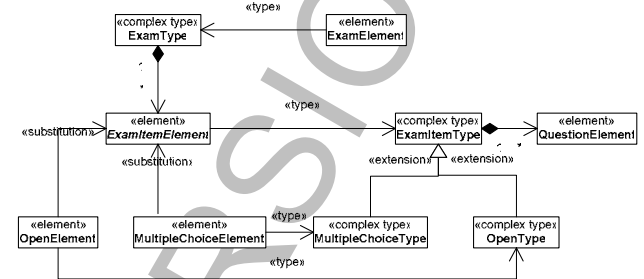 «type»
«complex type»
ExamType
«element»
ExamElement
«type»
«element»
ExamItemElement
«complex type»
ExamItemType
«element»
QuestionElement
«substitution»
«substitution»
«extension»
«extension»
«element»
OpenElement
«element»
MultipleChoiceElement
«type»
«complex type»
MultipleChoiceType
«complex type»
OpenType
«type»
RSIO